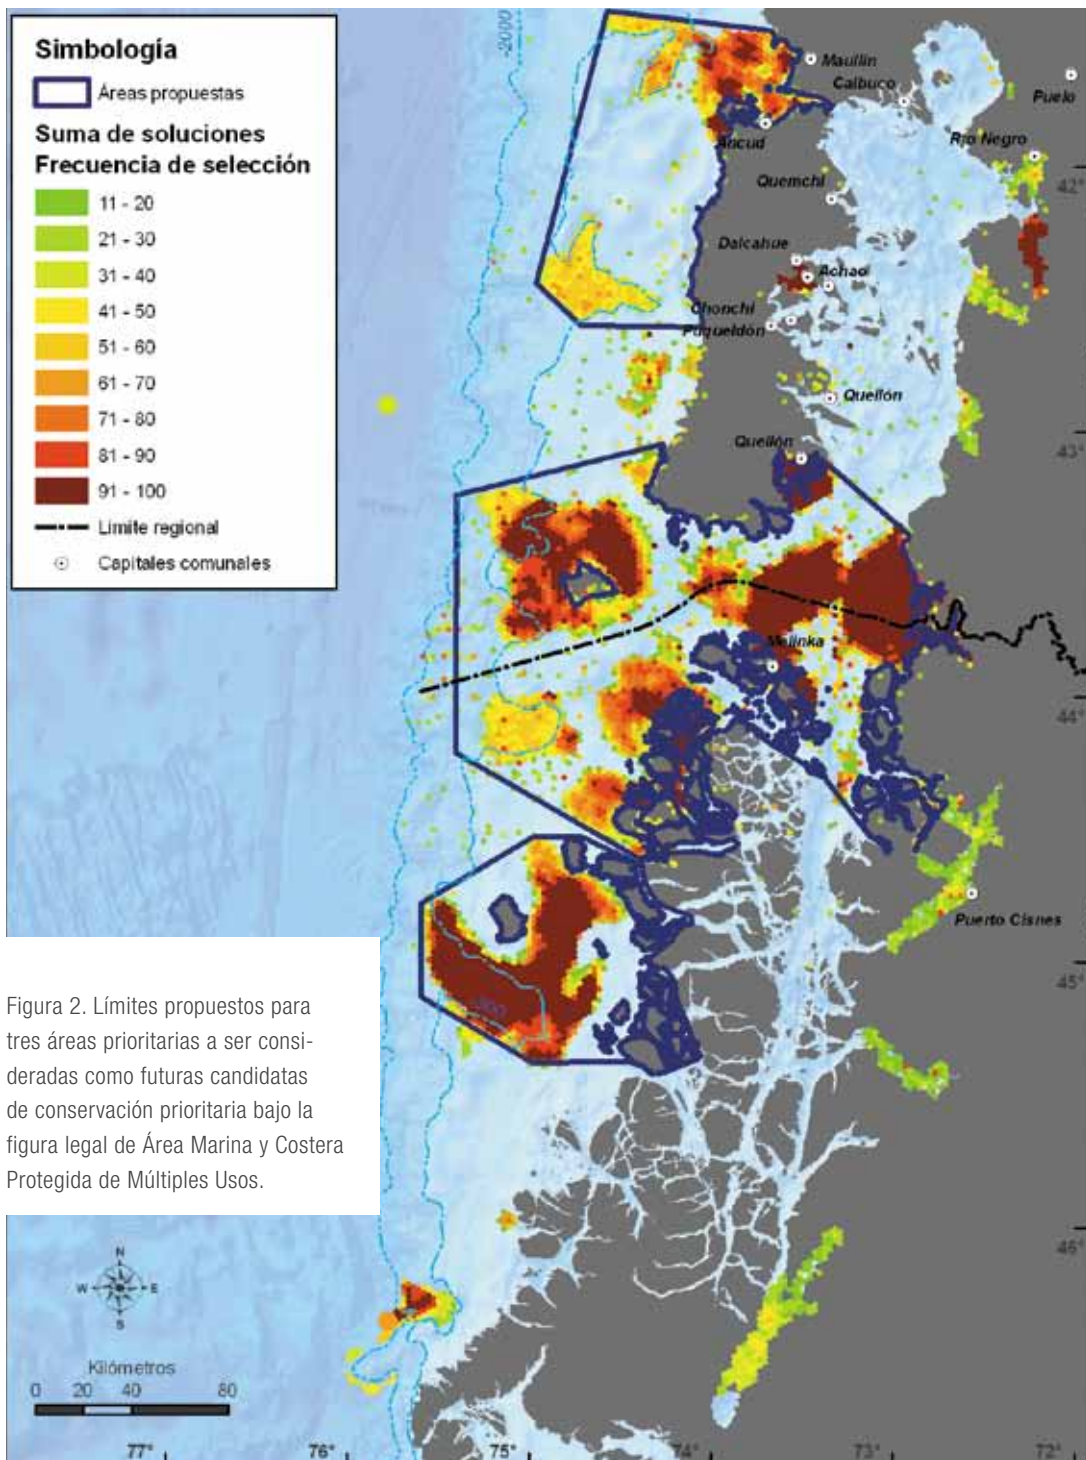 Simbología
Áreas propuestas
Suma de soluciones
Frecuencia de selección
11 - 20
21 - 30
31 - 40
41 - 50
51 - 60
61 - 70
71 - 80
81 - 90
91 - 100
Límite regional
Capitales comunales
-2000
Maullín
Calbuco
Puelo
Ancud
Río Negro
42°
Quemchi
Dalcahue
Achao
Chonchi
Puqueldón
Queilén
43°
Quellón
Melinka
44°
Puerto Cisnes
45°
46°
Figura 2. Límites propuestos para
tres áreas prioritarias a ser consi-
deradas como futuras candidatas
de conservación prioritaria bajo la
figura legal de Área Marina y Costera
Protegida de Múltiples Usos.
N
W E
S
Kilómetros
0 20 40 80
77° 76° 75° 74° 73° 72°